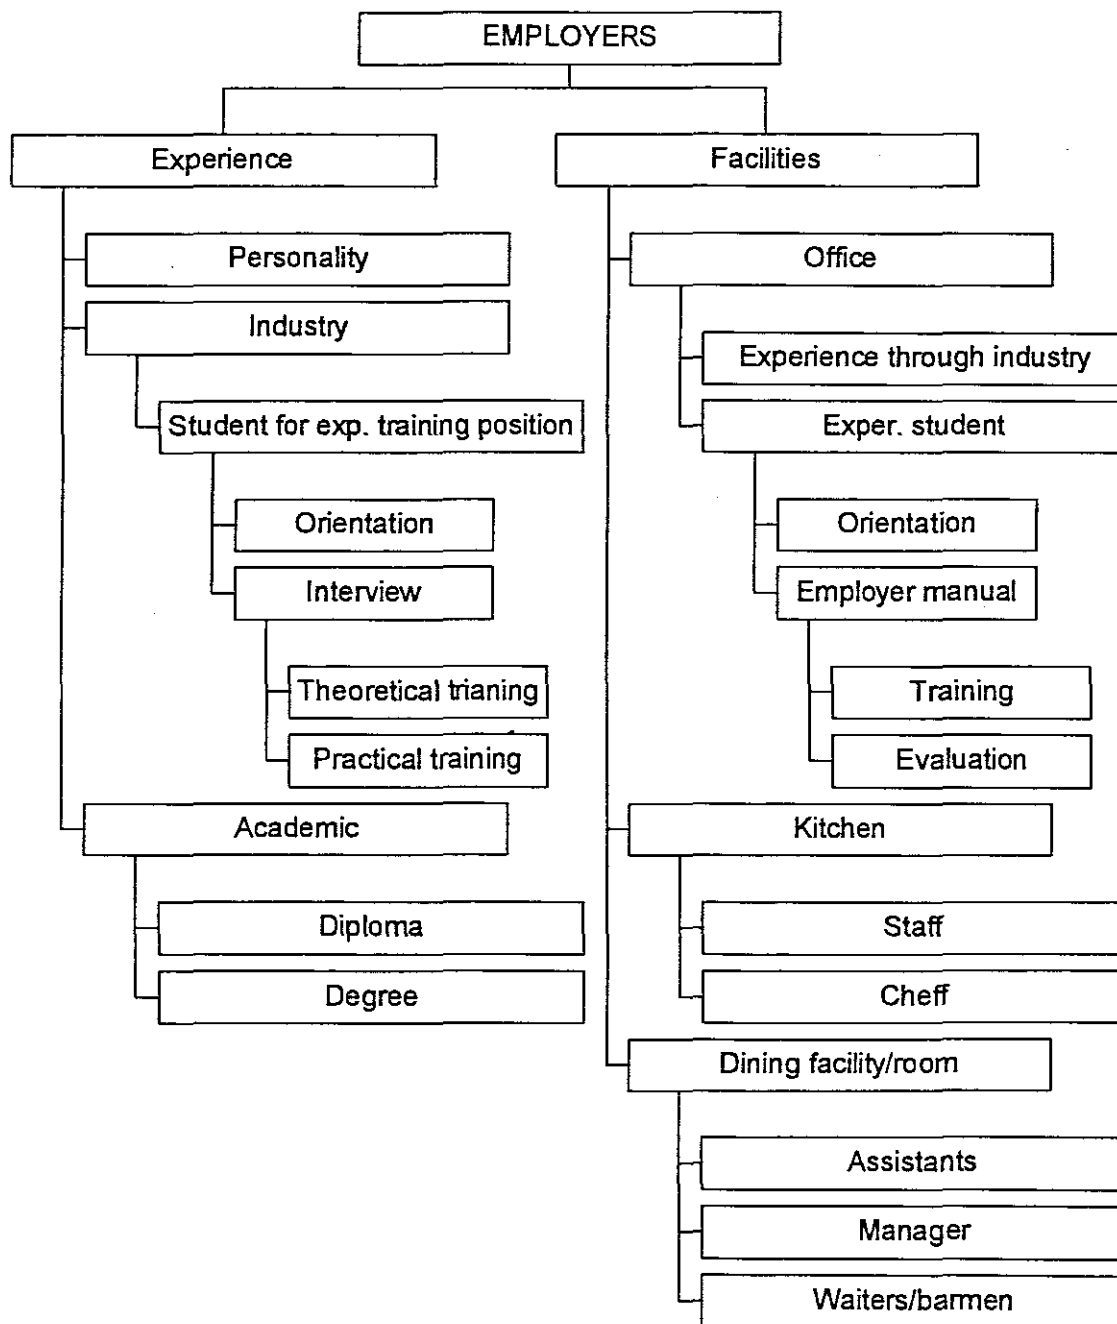 EMPLOYERS
Experience
Personality
Industry
Student for exp. training position
Orientation
Interview
Theoretical trianing
Practical training
Academic
Diploma
Degree
Facilities
Office
Experience through industry
Exper. student
Orientation
Employer manual
Training
Evaluation
Kitchen
Staff
Cheff
Dining facility/room
Assistants
Manager
Waiters/barmen